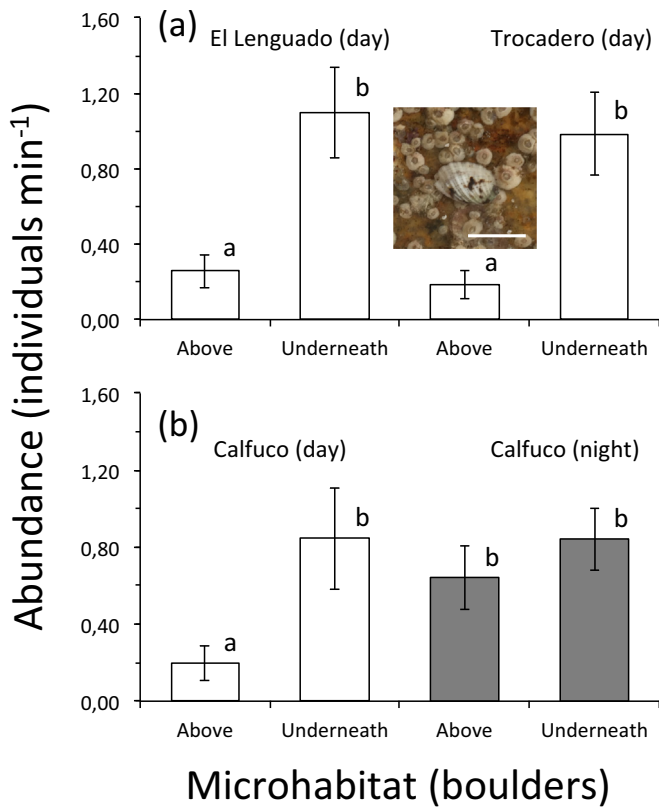 Abundance (individuals min⁻¹)
(a)
El Lenguado (day)
Trocadero (day)
1,60
1,20
0,80
0,40
0,00
a
b
a
b
Above
Underneath
Above
Underneath
(b)
Calfuco (day)
Calfuco (night)
1,60
1,20
0,80
0,40
0,00
a
b
b
b
Above
Underneath
Above
Underneath
Microhabitat (boulders)